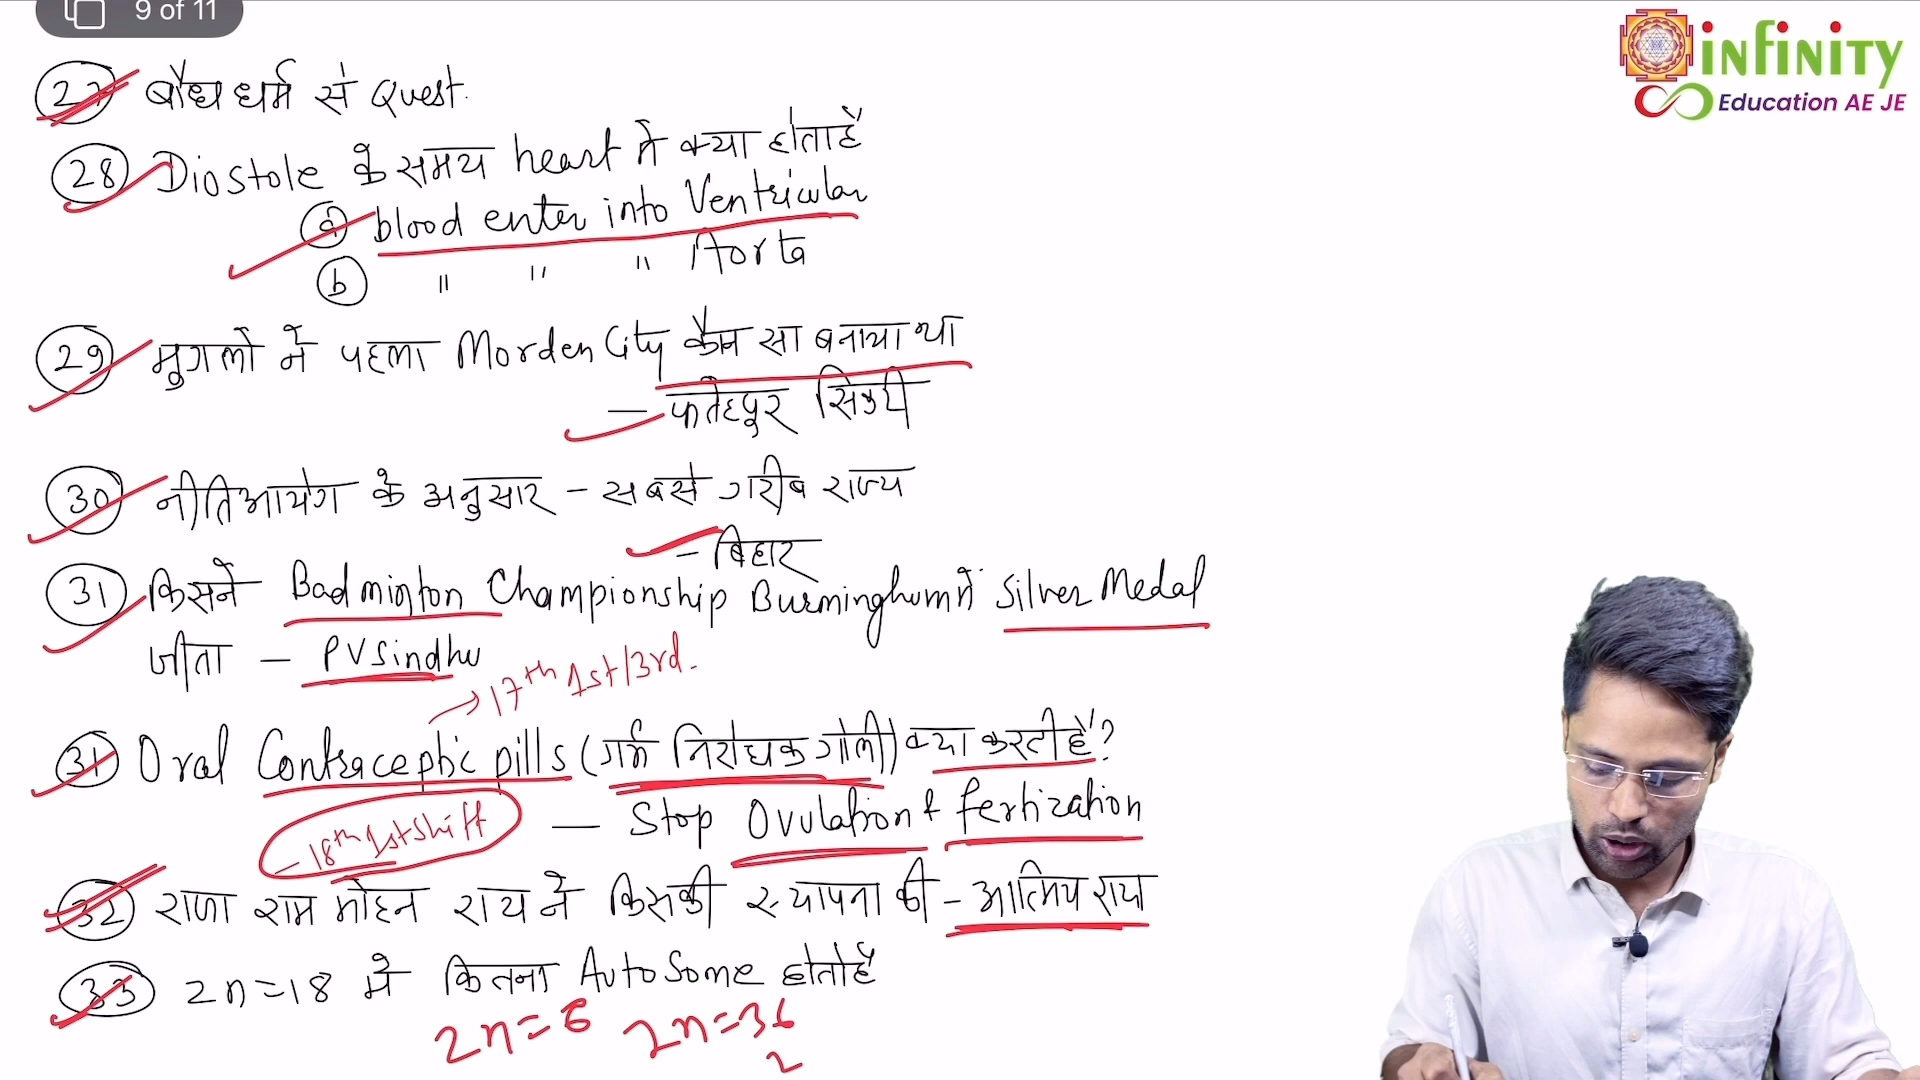 9 of 11
infinity
Education AE JE
27 बौध धर्म से Quest.
28 Diostole के समय heart मे क्या होता है
a blood enter into Ventricular
b " " " Aorta
29 मुगलो ने पहला Morden City कौन सा बनाया था
— फतेहपूर सिकरी
30 नीतिआयोग के अनुसार – सबसे गरीब राज्य
– बिहार
31 किसने Badminton Championship Burminghum में Silver Medal
जीता — PV Sindhu
→ 17th 1st/3rd.
31 Oral Contraceptic pills (गर्भ निरोधक गोली) क्या करती है?
– 18th 1st shift — Stop Ovulation & fertization
32 राजा राम मोहन राय ने किसकी स्थापना की – आत्मिय राया
33 2n=18 मे कितना AutoSome होता है
2n=6 2n=36
2